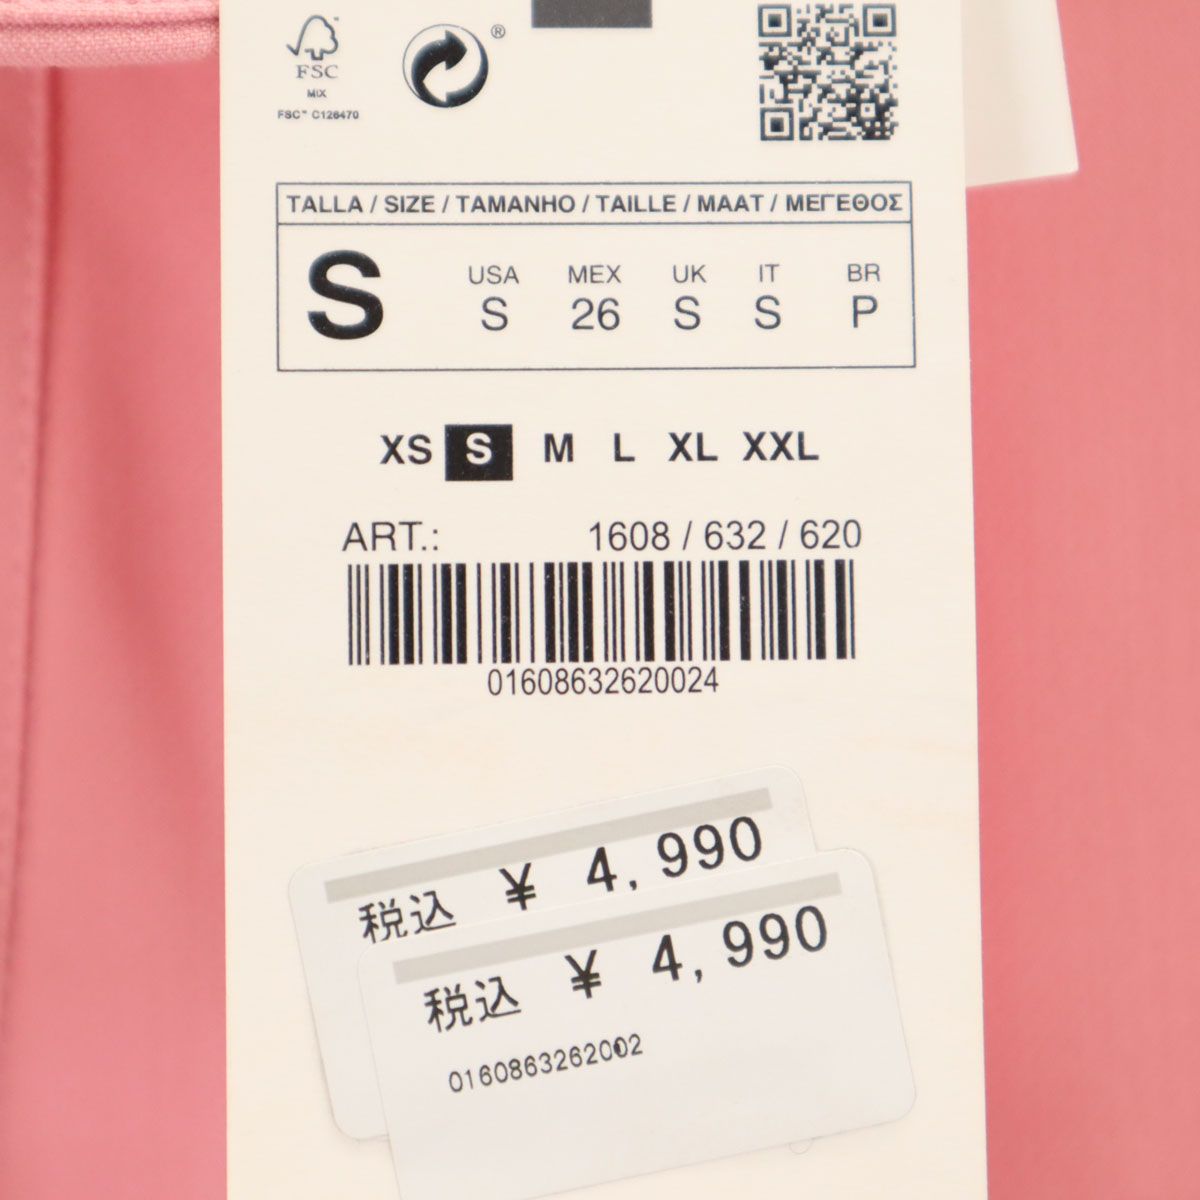 FSC
MIX
FSC™ C126470
®
TALLA / SIZE / TAMANHO / TAILLE / MAAT / ΜΕΓΕΘΟΣ
S
USA MEX UK IT BR
S 26 S S P
XS S M L XL XXL
ART.: 1608 / 632 / 620
01608632620024
税込 ¥ 4,990
税込 ¥ 4,990
0160863262002